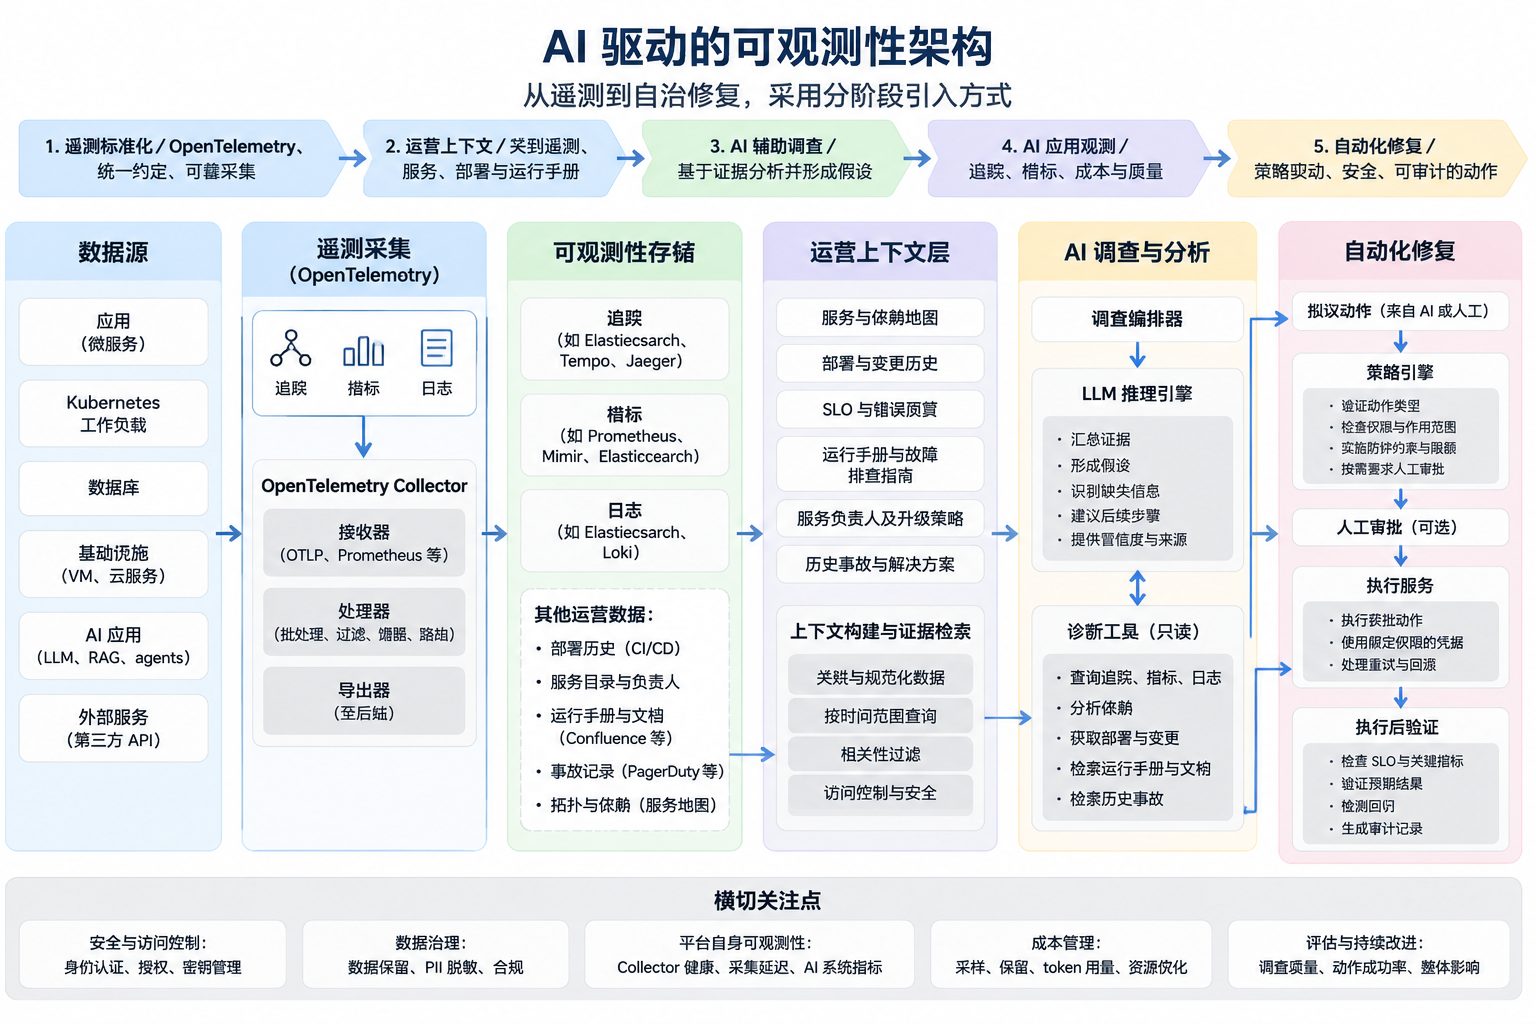 AI 驱动的可观测性架构
从遥测到自治修复，采用分阶段引入方式
1. 遥测标准化 / OpenTelemetry、
统一约定、可靠采集
2. 运营上下文 / 关联遥测、
服务、部署与运行手册
3. AI 辅助调查 /
基于证据分析并形成假设
4. AI 应用观测 /
追踪、指标、成本与质量
5. 自动化修复 /
策略驱动、安全、可审计的动作
数据源
应用
（微服务）
Kubernetes
工作负载
数据库
基础设施
（VM、云服务）
AI 应用
（LLM、RAG、agents）
外部服务
（第三方 API）
遥测采集
（OpenTelemotry）
追踪
指标
日志
OpenTelemetry Collector
接收器
（OTLP、Prometheus 等）
处理器
（批处理、过滤、
导出器
（至后端）
可观测性存储
追踪
（如 Elastiecsarch、
Tempo、Jaeger）
指标
（如 Prometheus、
Mimir、Elasticcearch）
日志
（如 Elastiecsarch、
Loki）
其他运营数据：
• 部署历史（CI/CD）
• 服务目录与负责人
• 运行手册与文档
（Confluence 等）
• 事故记录（PagerDuty 等）
• 拓扑与依赖（服务地图）
运营上下文层
服务与依赖地图
部署与变更历史
SLO 与错误预算
运行手册与故障
排查指南
服务负责人及升级策略
历史事故与解决方案
上下文构建与证据检索
关联与规范化数据
按时间范围查询
相关性过滤
访问控制与安全
AI 调查与分析
调查编排器
LLM 推理引擎
• 汇总证据
• 形成假设
• 识别缺失信息
• 建议后续步骤
• 提供置信度与来源
诊断工具（只读）
• 查询追踪、指标、日志
• 分析依赖
• 获取部署与变更
• 检索运行手册与文档
• 检索历史事故
自动化修复
拟议动作（来自 AI 或人工）
策略引擎
• 验证动作类型
• 检查权限与作用范围
• 实施防护约束与限额
• 按需要求人工审批
人工审批（可选）
执行服务
• 执行获批动作
• 使用限定权限的凭据
• 处理重试与回滚
执行后验证
• 检查 SLO与关键指标
• 验证预期结果
• 检测回归
• 生成审计记录
横切关注点
安全与访问控制：
身份认证、授权、密钥管理
数据治理：
数据保留、PII 脱敏、合规
平台自身可观测性：
Collector 健康、采集延迟、AI 系统指标
成本管理：
采样、保留、token 用量、资源优化
评估与持续改进：
调查质量、动作成功率、整体影响